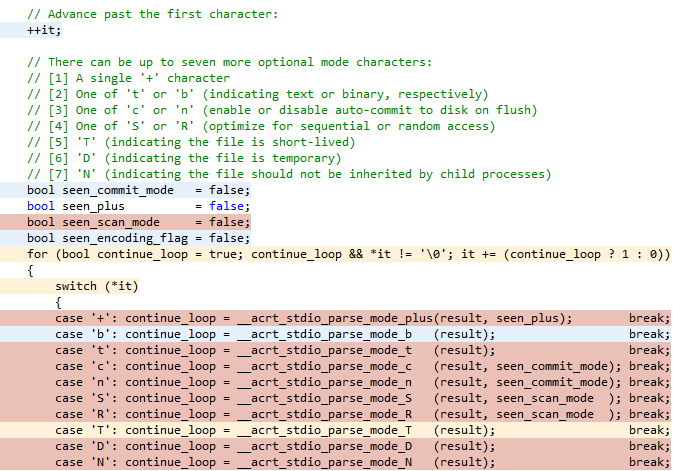 // Advance past the first character:
++it;
// There can be up to seven more optional mode characters:
// [1] A single '+' character
// [2] One of 't' or 'b' (indicating text or binary, respectively)
// [3] One of 'c' or 'n' (enable or disable auto-commit to disk on flush)
// [4] One of 'S' or 'R' (optimize for sequential or random access)
// [5] 'T' (indicating the file is short-lived)
// [6] 'D' (indicating the file is temporary)
// [7] 'N' (indicating the file should not be inherited by child processes)
bool seen_commit_mode   = false;
bool seen_plus          = false;
bool seen_scan_mode     = false;
bool seen_encoding_flag = false;
for (bool continue_loop = true; continue_loop && *it != '\0'; it += (continue_loop ? 1 : 0))
{
    switch (*it)
    {
    case '+': continue_loop = __acrt_stdio_parse_mode_plus(result, seen_plus);        break;
    case 'b': continue_loop = __acrt_stdio_parse_mode_b   (result);                   break;
    case 't': continue_loop = __acrt_stdio_parse_mode_t   (result);                   break;
    case 'c': continue_loop = __acrt_stdio_parse_mode_c   (result, seen_commit_mode); break;
    case 'n': continue_loop = __acrt_stdio_parse_mode_n   (result, seen_commit_mode); break;
    case 'S': continue_loop = __acrt_stdio_parse_mode_S   (result, seen_scan_mode  ); break;
    case 'R': continue_loop = __acrt_stdio_parse_mode_R   (result, seen_scan_mode  ); break;
    case 'T': continue_loop = __acrt_stdio_parse_mode_T   (result);                   break;
    case 'D': continue_loop = __acrt_stdio_parse_mode_D   (result);                   break;
    case 'N': continue_loop = __acrt_stdio_parse_mode_N   (result);                   break;